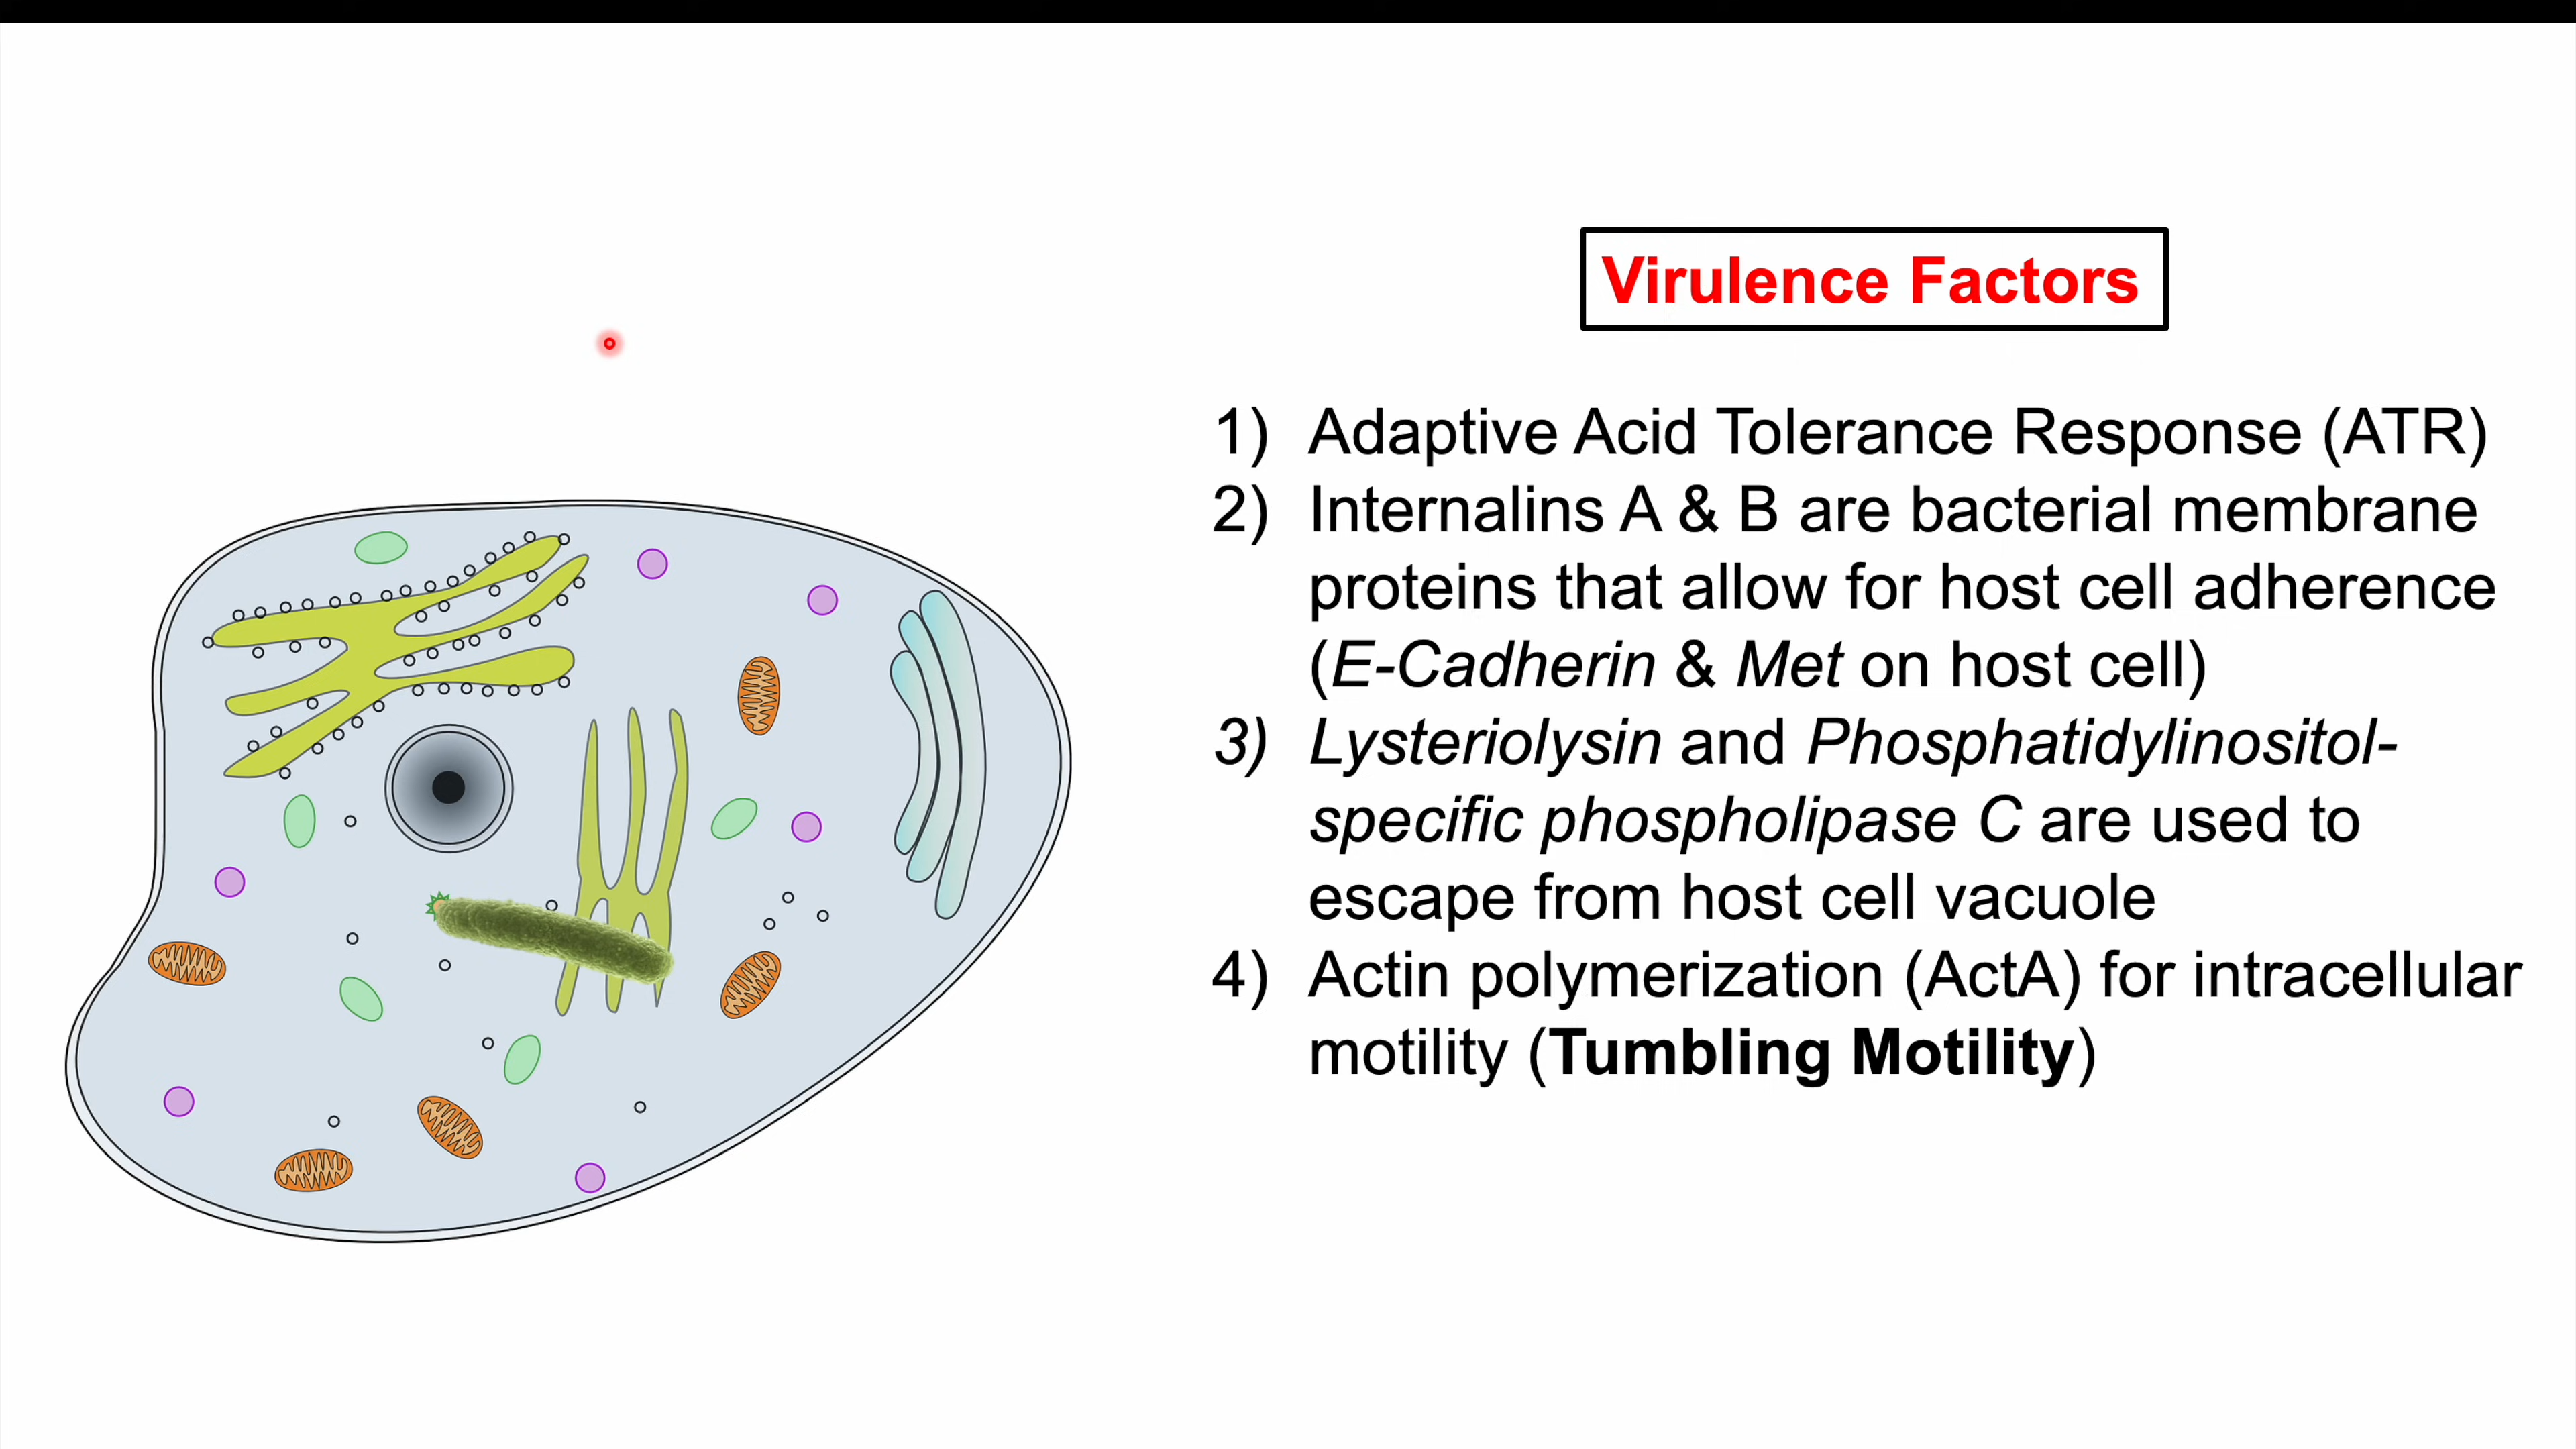 Virulence Factors
1) Adaptive Acid Tolerance Response (ATR)
2) Internalins A & B are bacterial membrane
proteins that allow for host cell adherence
(E-Cadherin & Met on host cell)
3) Lysteriolysin and Phosphatidylinositol-
specific phospholipase C are used to
escape from host cell vacuole
4) Actin polymerization (ActA) for intracellular
motility (Tumbling Motility)